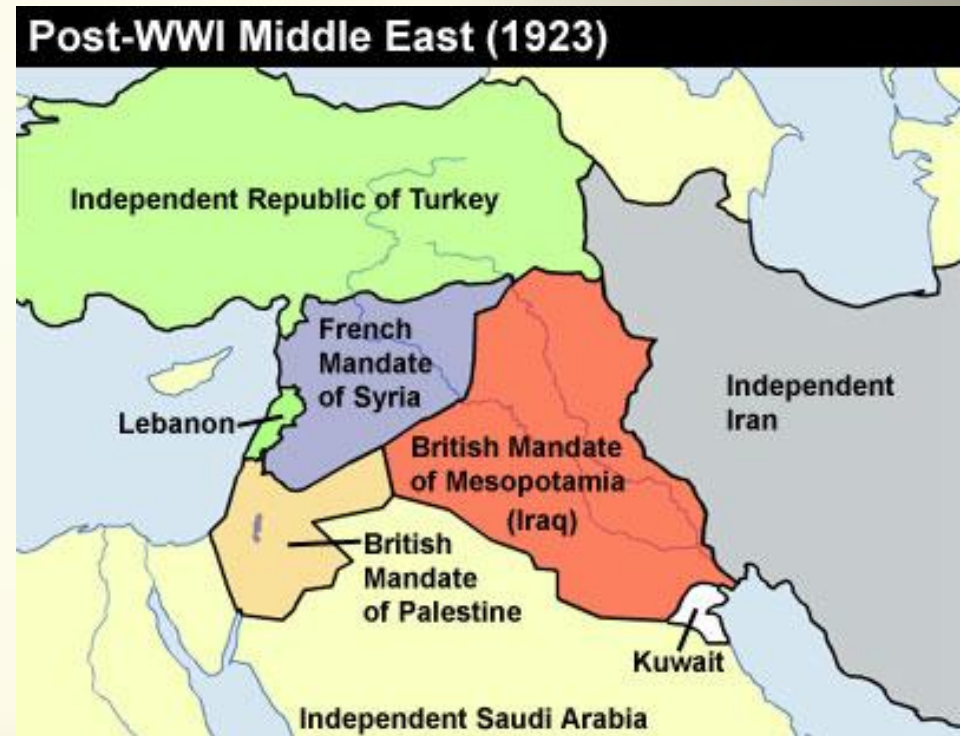 Post-WWI Middle East (1923)
Independent Republic of Turkey
French
Mandate
of Syria
Lebanon
Independent
Iran
British Mandate
of Mesopotamia
(Iraq)
British
Mandate
of Palestine
Kuwait
Independent Saudi Arabia